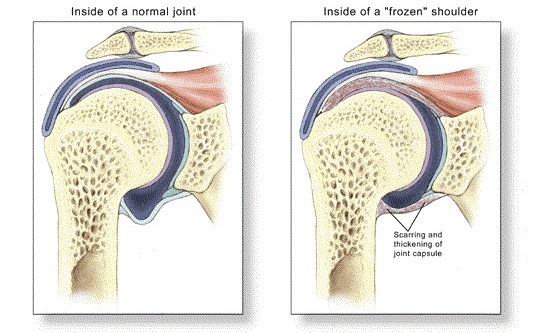 Inside of a normal joint
Inside of a "frozen" shoulder
Scarring and
thickening of
joint capsule